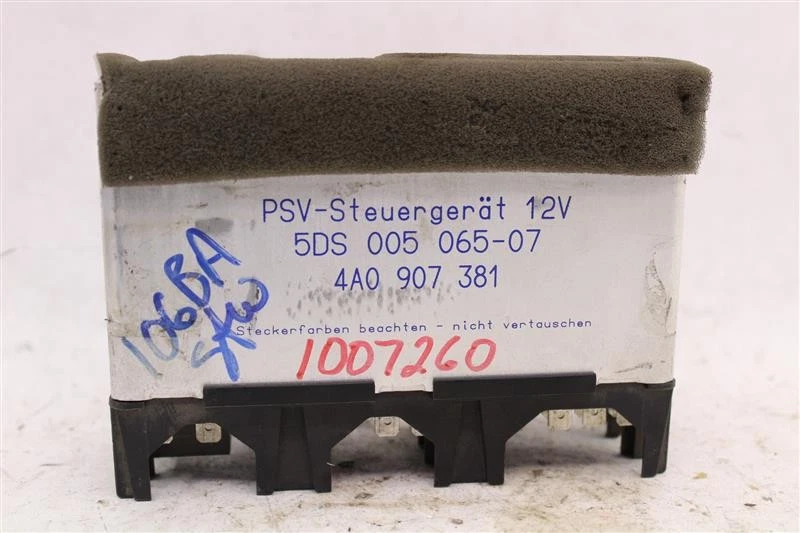 PSV-Steuergerät 12V
5DS 005 065-07
4A0 907 381
Steckerfarben beachten - nicht vertauschen
106BA
1007260